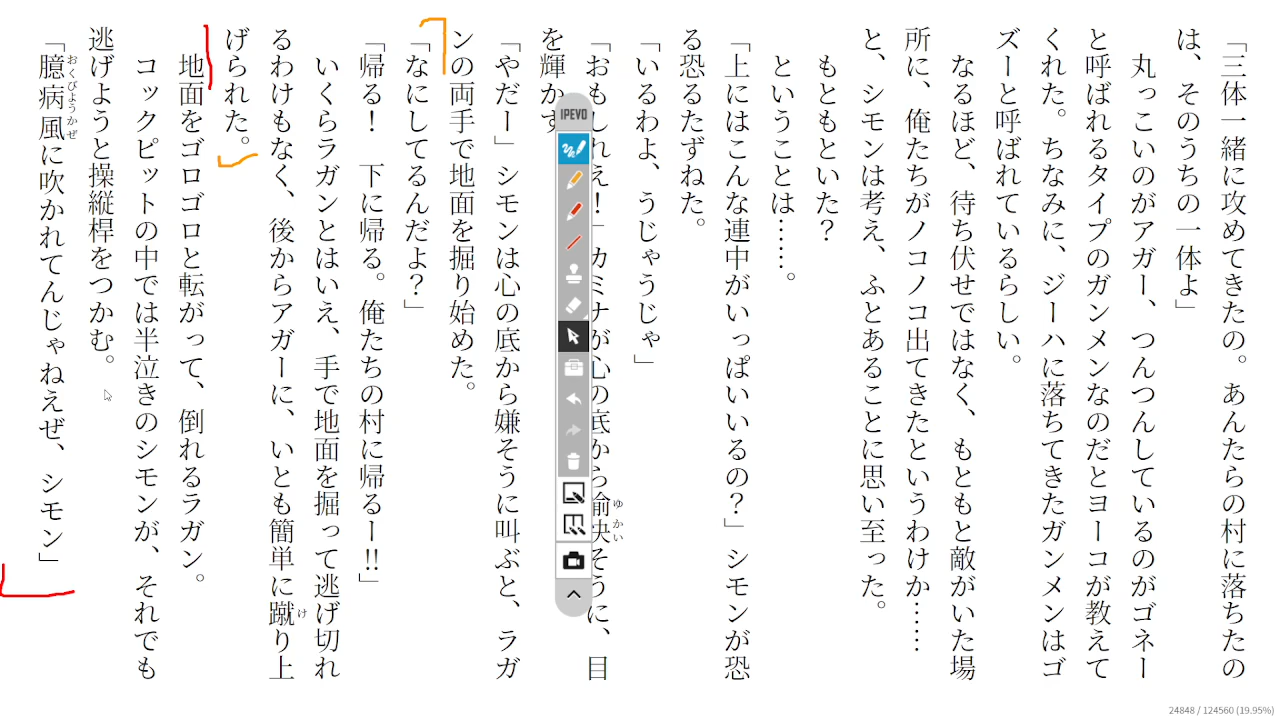 「三体一緒に攻めてきたの。あんたらの村に落ちたの
は、そのうちの一体よ」
丸っこいのがアガー、つんつんしているのがゴネー
と呼ばれるタイプのガンメンなのだとヨーコが教えて
くれた。ちなみに、ジーハに落ちてきたガンメンはゴ
ズーと呼ばれているらしい。
なるほど、待ち伏せではなく、もともと敵がいた場
所に、俺たちがノコノコ出てきたというわけか……
と、シモンは考え、ふとあることに思い至った。
もともといた？
ということは……。
「上にはこんな連中がいっぱいいるの？」シモンが恐
る恐るたずねた。
「いるわよ、うじゃうじゃ」
「おもしれえ！」カミナが心の底から愉快そうに、目
を輝かす
「やだー」シモンは心の底から嫌そうに叫ぶと、ラガ
ンの両手で地面を掘り始めた。
「なにしてるんだよ？」
「帰る！　下に帰る。俺たちの村に帰るー‼」
いくらラガンとはいえ、手で地面を掘って逃げ切れ
るわけもなく、後からアガーに、いとも簡単に蹴り上
げられた。
地面をゴロゴロと転がって、倒れるラガン。
コックピットの中では半泣きのシモンが、それでも
逃げようと操縦桿をつかむ。
「臆病風に吹かれてんじゃねえぜ、シモン」
IPEVO
24848 / 124560 (19.95%)